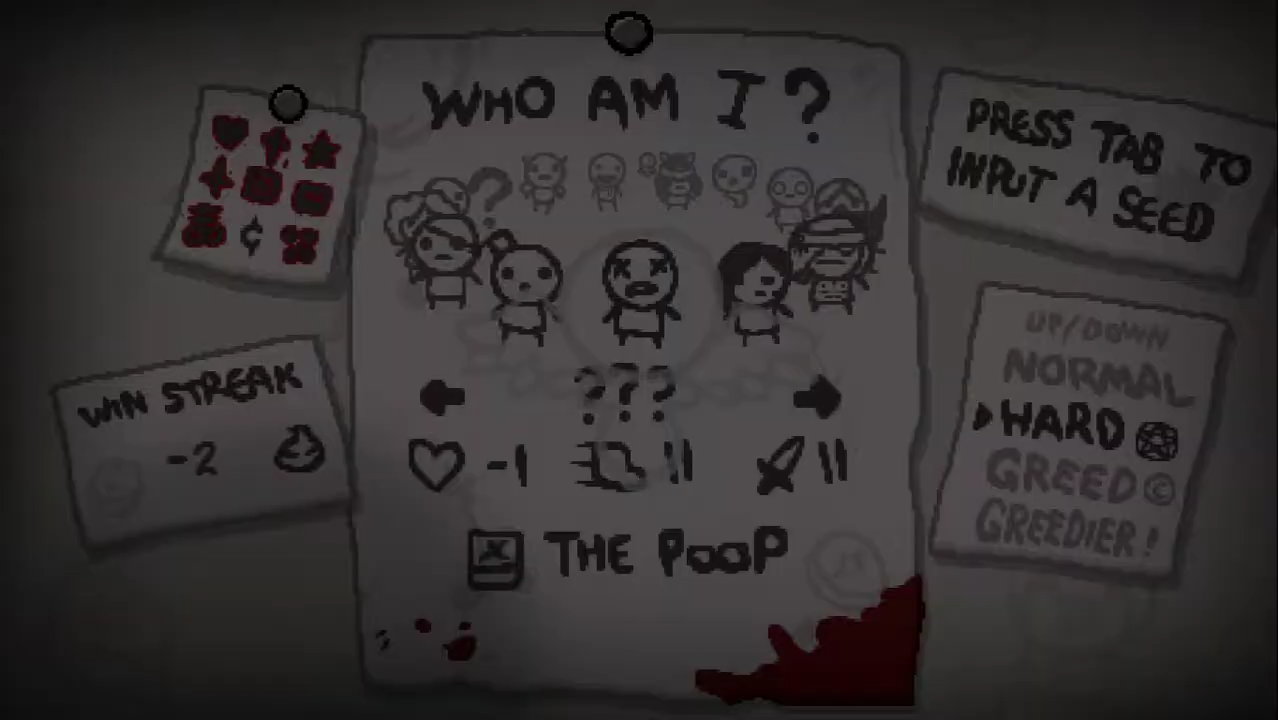 WHO AM I?
PRESS TAB TO
INPUT A SEED
?
¢
UP/DOWN
NORMAL
HARD
GREED ©
GREEDIER!
WIN STREAK
-2
???
-1 || ||
THE POOP